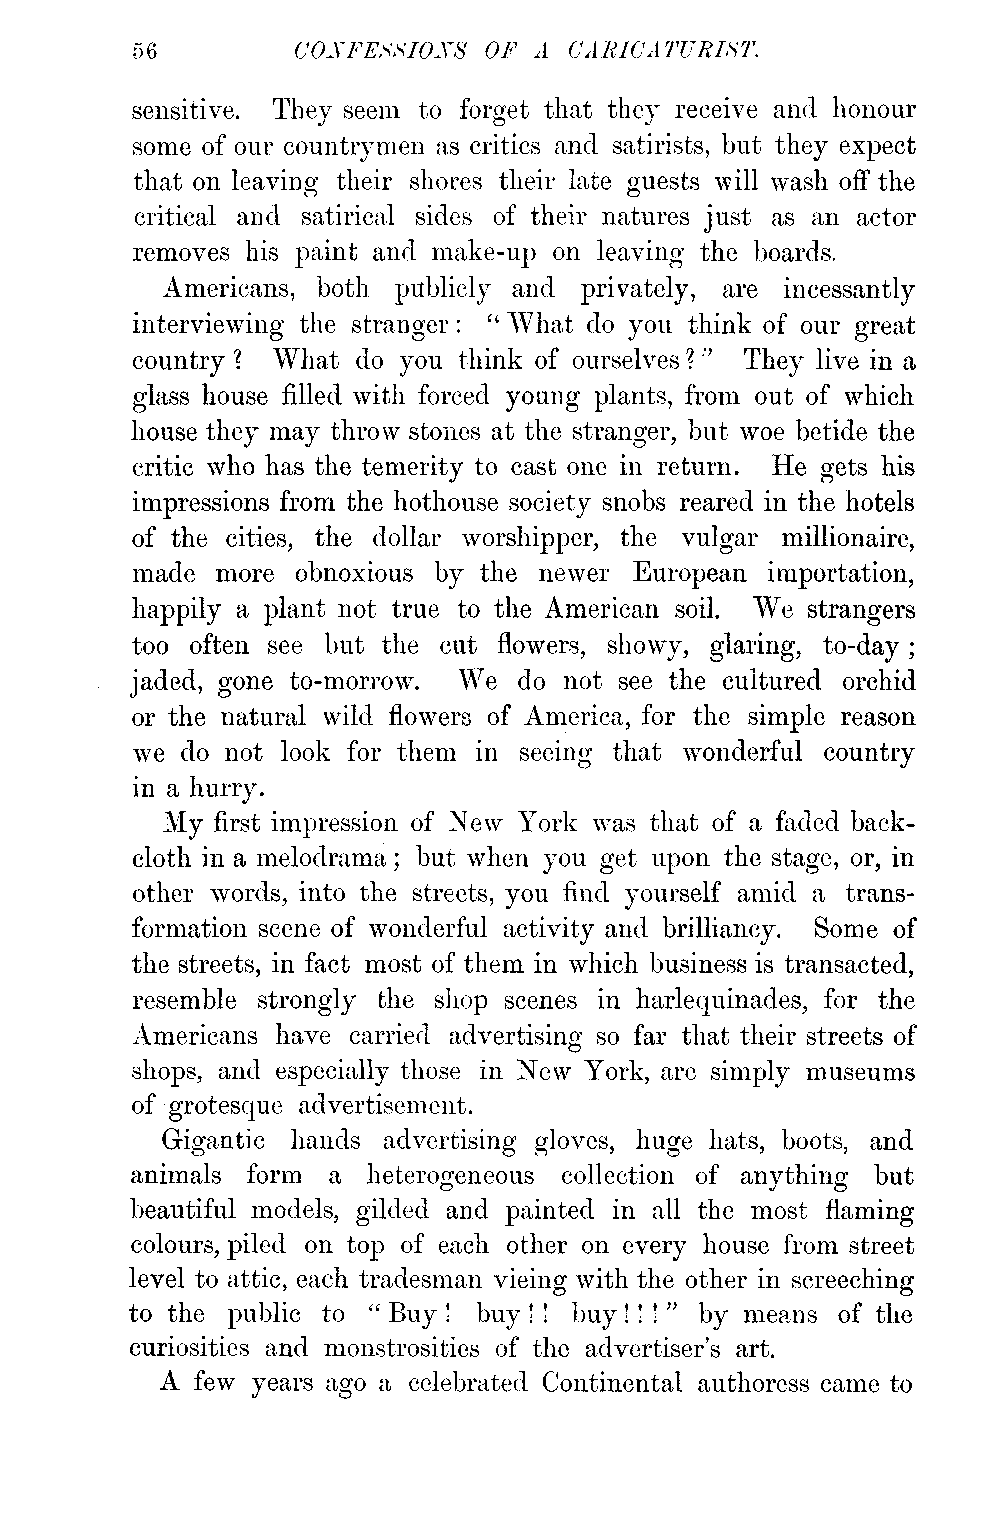 56 CONFESSIONS OF A CARICATURIST.
sensitive. They seem to forget that they receive and honour
some of our countrymen as critics and satirists, but they expect
that on leaving their shores their late guests will wash off the
critical and satirical sides of their natures just as an actor
removes his paint and make-up on leaving the boards.
Americans, both publicly and privately, are incessantly
interviewing the stranger: "What do you think of our great
country? What do you think of ourselves?" They live in a
glass house filled with forced young plants, from out of which
house they may throw stones at the stranger, but woe betide the
critic who has the temerity to cast one in return. He gets his
impressions from the hothouse society snobs reared in the hotels
of the cities, the dollar worshipper, the vulgar millionaire,
made more obnoxious by the newer European importation,
happily a plant not true to the American soil. We strangers
too often see but the cut flowers, showy, glaring, to-day;
jaded, gone to-morrow. We do not see the cultured orchid
or the natural wild flowers of America, for the simple reason
we do not look for them in seeing that wonderful country
in a hurry.
My first impression of New York was that of a faded back-
cloth in a melodrama; but when you get upon the stage, or, in
other words, into the streets, you find yourself amid a trans-
formation scene of wonderful activity and brilliancy. Some of
the streets, in fact most of them in which business is transacted,
resemble strongly the shop scenes in harlequinades, for the
Americans have carried advertising so far that their streets of
shops, and especially those in New York, are simply museums
of grotesque advertisement.
Gigantic hands advertising gloves, huge hats, boots, and
animals form a heterogeneous collection of anything but
beautiful models, gilded and painted in all the most flaming
colours, piled on top of each other on every house from street
level to attic, each tradesman vieing with the other in screeching
to the public to "Buy! buy!! buy!!!" by means of the
curiosities and monstrosities of the advertiser's art.
A few years ago a celebrated Continental authoress came to